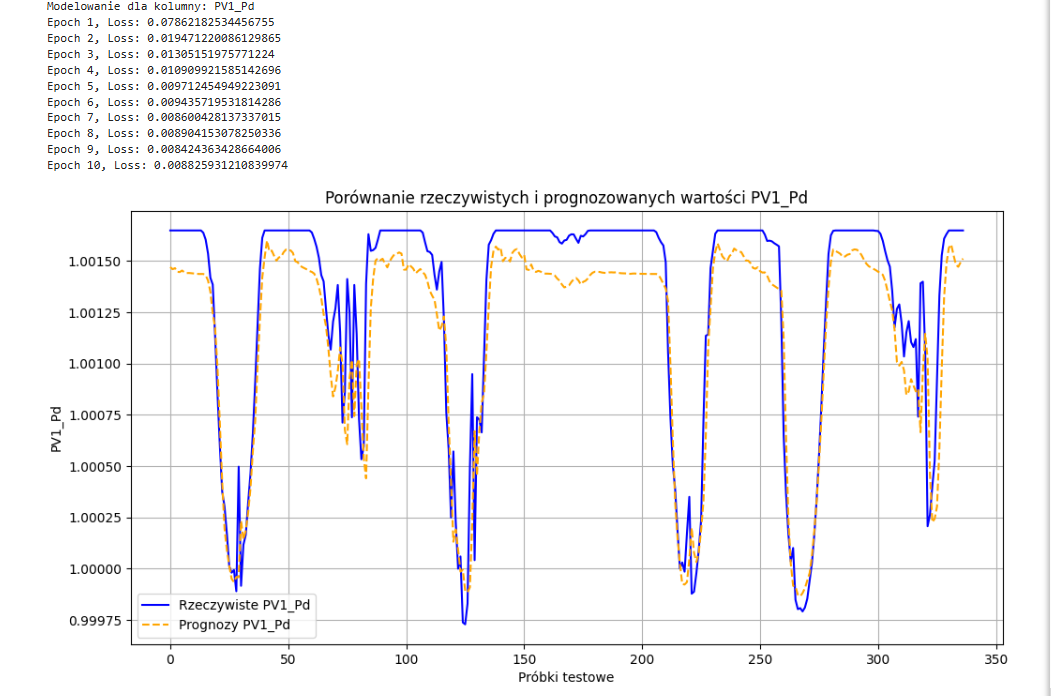 Modelowanie dla kolumny: PV1_Pd
Epoch 1, Loss: 0.07862182534456755
Epoch 2, Loss: 0.019471220086129865
Epoch 3, Loss: 0.01305151975771224
Epoch 4, Loss: 0.010909921585142696
Epoch 5, Loss: 0.009712454949223091
Epoch 6, Loss: 0.009435719531814286
Epoch 7, Loss: 0.008600428137337015
Epoch 8, Loss: 0.008904153078250336
Epoch 9, Loss: 0.008424363428664006
Epoch 10, Loss: 0.008825931210839974
Porównanie rzeczywistych i prognozowanych wartości PV1_Pd
PV1_Pd
1.00150
1.00125
1.00100
1.00075
1.00050
1.00025
1.00000
0.99975
Rzeczywiste PV1_Pd
Prognozy PV1_Pd
0 50 100 150 200 250 300 350
Próbki testowe